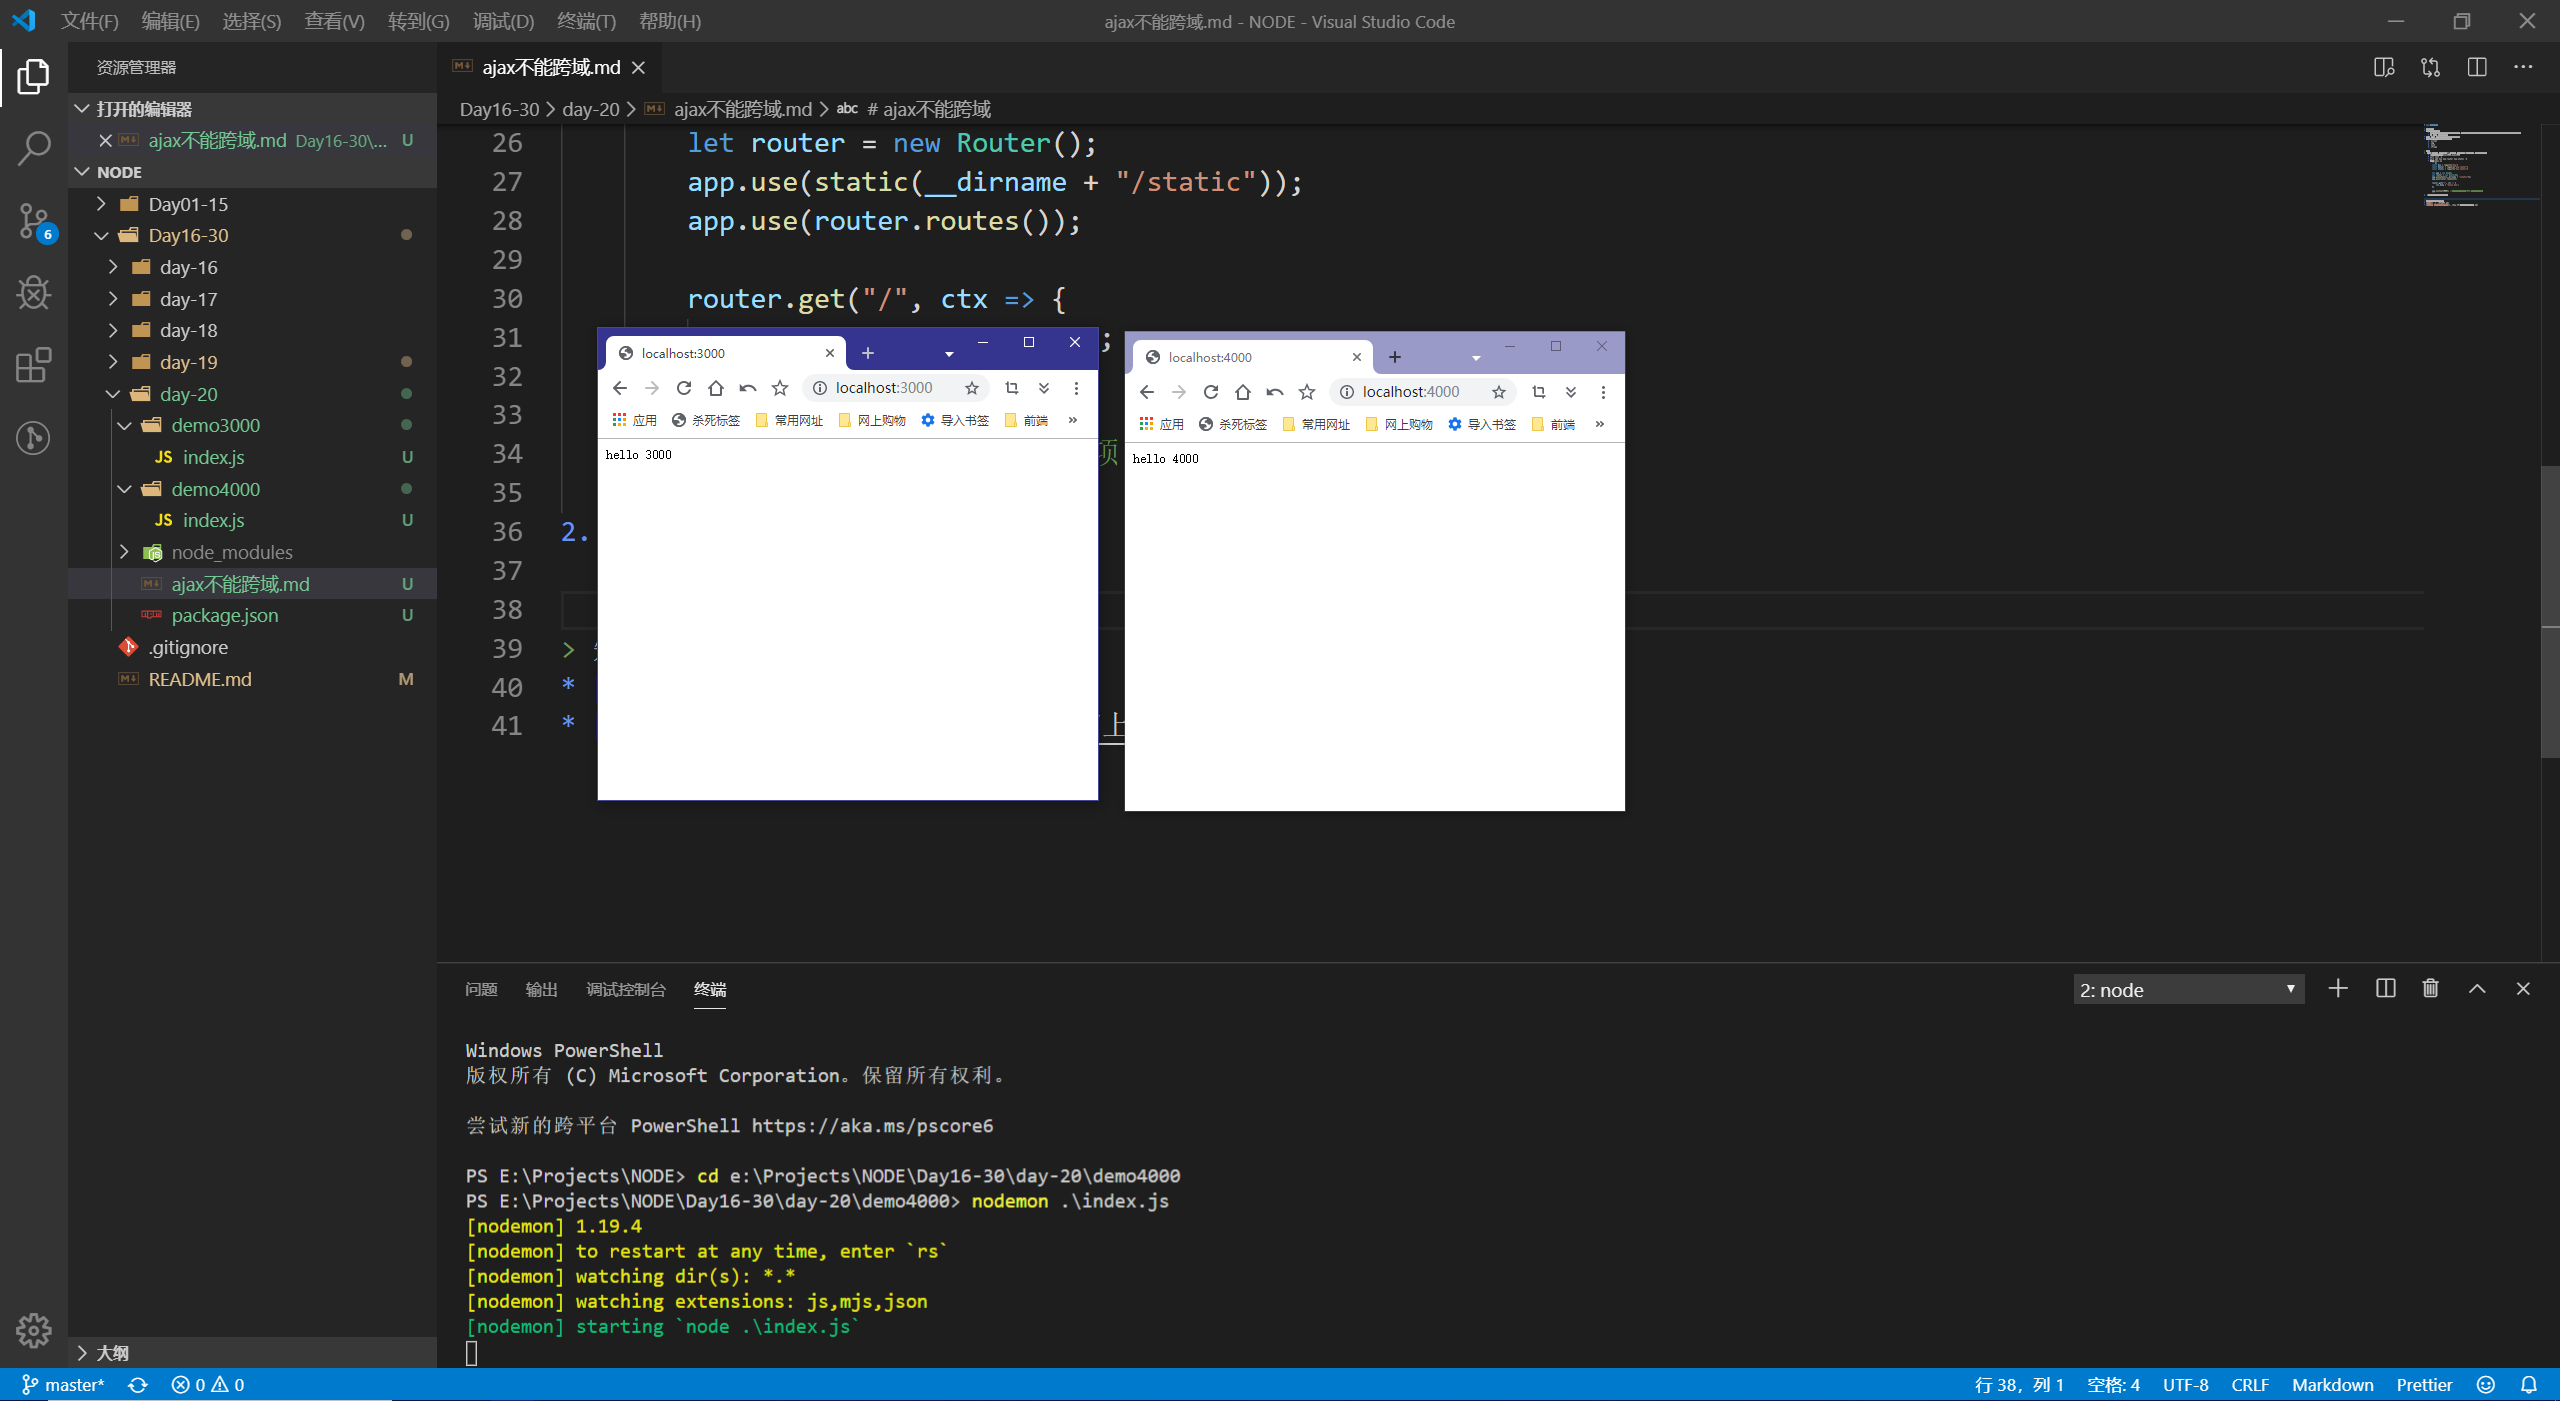 文件(F) 编辑(E) 选择(S) 查看(V) 转到(G) 调试(D) 终端(T) 帮助(H)
ajax不能跨域.md - NODE - Visual Studio Code
资源管理器
打开的编辑器
ajax不能跨域.md Day16-30\... U
NODE
Day01-15
Day16-30
day-16
day-17
day-18
day-19
day-20
demo3000
JS index.js U
demo4000
JS index.js U
node_modules
ajax不能跨域.md U
package.json U
.gitignore
README.md M
大纲
6
ajax不能跨域.md
Day16-30 > day-20 > ajax不能跨域.md > abc # ajax不能跨域
26 let router = new Router();
27 app.use(static(__dirname + "/static"));
28 app.use(router.routes());
29
30 router.get("/", ctx => {
31 ;
32
33
34 项
35
36 2.
37
38
39 >
40 *
41 * 上
localhost:3000
localhost:3000
应用 杀死标签 常用网址 网上购物 导入书签 前端 »
hello 3000
localhost:4000
localhost:4000
应用 杀死标签 常用网址 网上购物 导入书签 前端 »
hello 4000
问题 输出 调试控制台 终端
2: node
Windows PowerShell
版权所有 (C) Microsoft Corporation。保留所有权利。
尝试新的跨平台 PowerShell https://aka.ms/pscore6
PS E:\Projects\NODE> cd e:\Projects\NODE\Day16-30\day-20\demo4000
PS E:\Projects\NODE\Day16-30\day-20\demo4000> nodemon .\index.js
[nodemon] 1.19.4
[nodemon] to restart at any time, enter `rs`
[nodemon] watching dir(s): *.*
[nodemon] watching extensions: js,mjs,json
[nodemon] starting `node .\index.js`
master* 0 0
行 38，列 1 空格: 4 UTF-8 CRLF Markdown Prettier